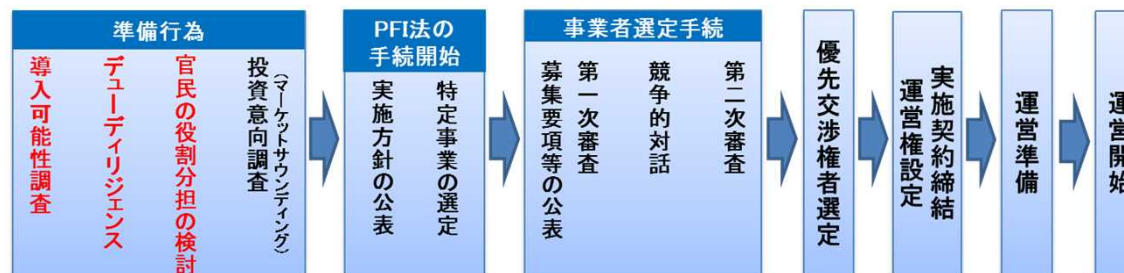 準備行為
導入可能性調査
デューディリジェンス
官民の役割分担の検討
投資意向調査
(マーケットサウンディング)
PFI法の
手続開始
実施方針の公表
特定事業の選定
事業者選定手続
募集要項等の公表
第一次審査
競争的対話
第二次審査
優先交渉権者選定
運営権設定
実施契約締結
運営準備
運営開始